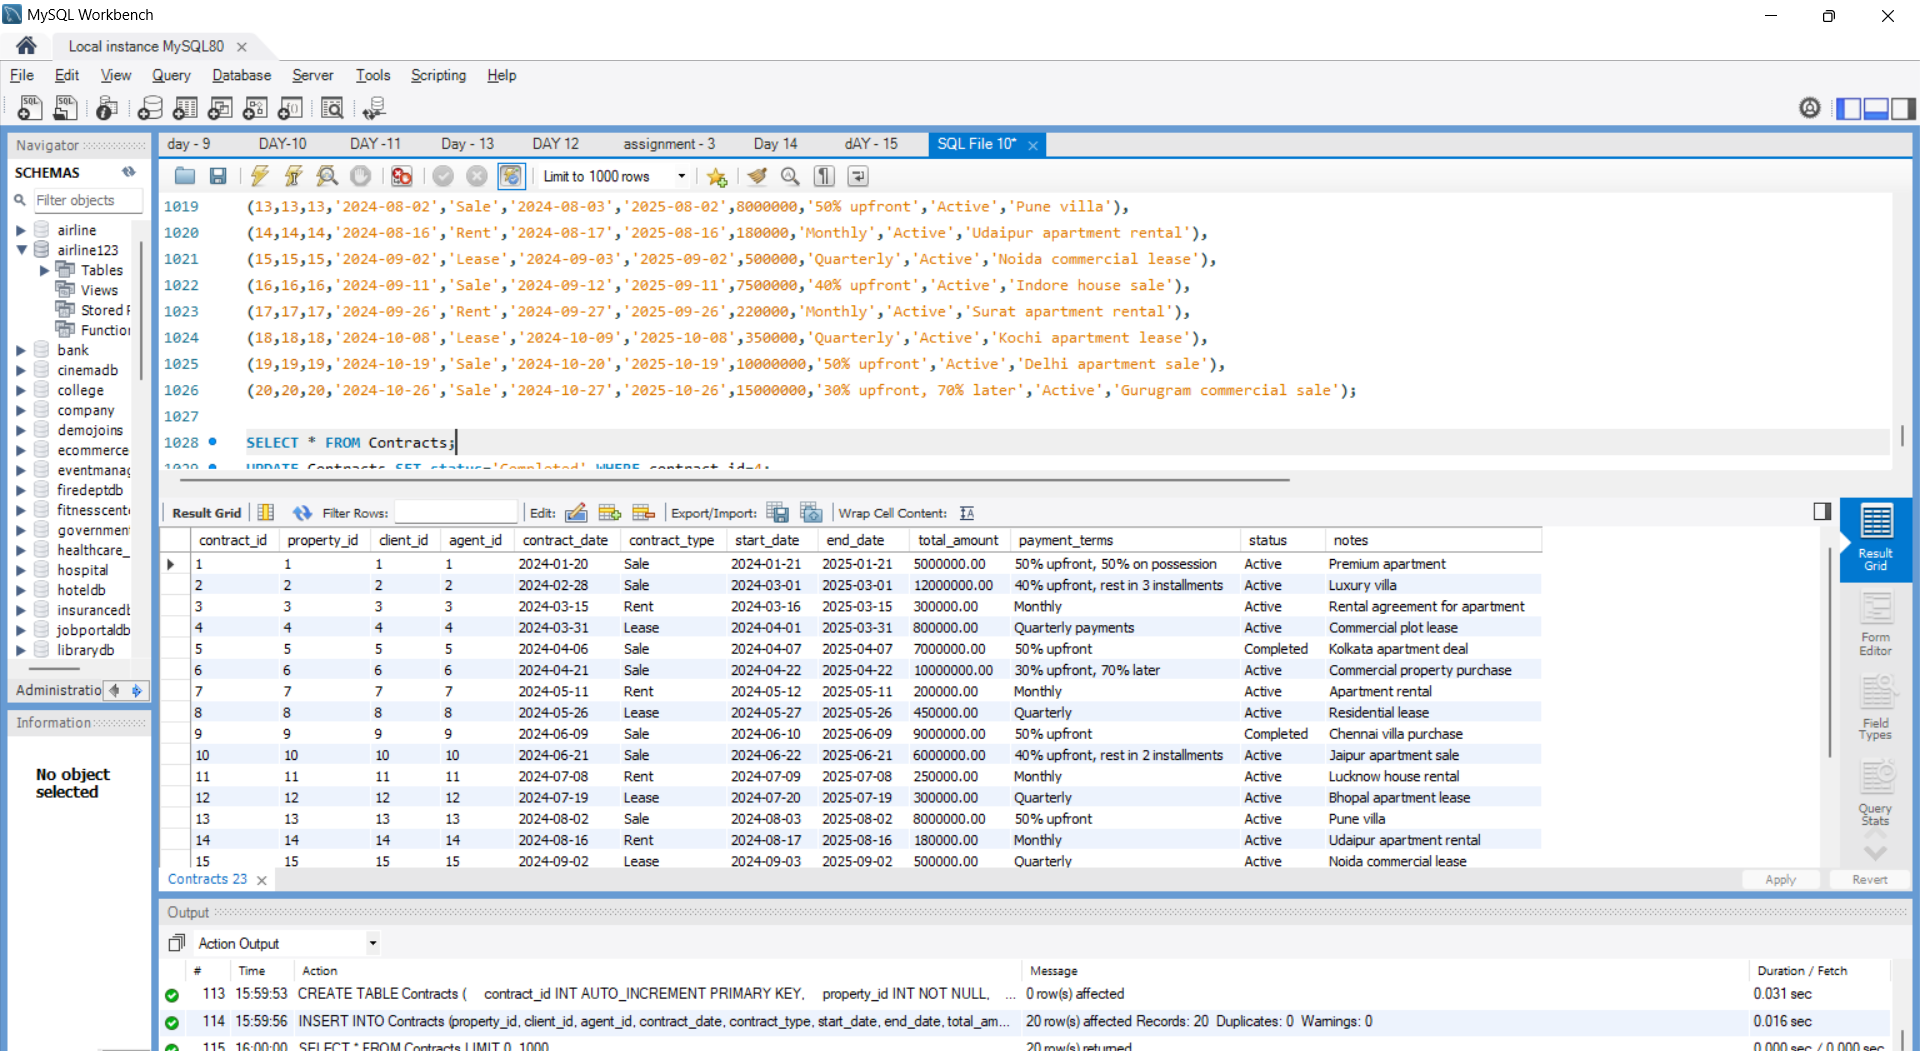 MySQL Workbench
Local instance MySQL80
File Edit View Query Database Server Tools Scripting Help
Navigator
SCHEMAS
Filter objects
airline
airline123
Tables
Views
Stored P
Function
bank
cinemadb
college
company
demojoins
ecommerce
eventmanag
firedeptdb
fitnesscent
government
healthcare_
hospital
hoteldb
insurancedb
jobportaldb
librarydb
Administratio
Information
No object
selected
day - 9 DAY-10 DAY -11 Day - 13 DAY 12 assignment - 3 Day 14 dAY - 15 SQL File 10*
Limit to 1000 rows
1019 (13,13,13,'2024-08-02','Sale','2024-08-03','2025-08-02',8000000,'50% upfront','Active','Pune villa'),
1020 (14,14,14,'2024-08-16','Rent','2024-08-17','2025-08-16',180000,'Monthly','Active','Udaipur apartment rental'),
1021 (15,15,15,'2024-09-02','Lease','2024-09-03','2025-09-02',500000,'Quarterly','Active','Noida commercial lease'),
1022 (16,16,16,'2024-09-11','Sale','2024-09-12','2025-09-11',7500000,'40% upfront','Active','Indore house sale'),
1023 (17,17,17,'2024-09-26','Rent','2024-09-27','2025-09-26',220000,'Monthly','Active','Surat apartment rental'),
1024 (18,18,18,'2024-10-08','Lease','2024-10-09','2025-10-08',350000,'Quarterly','Active','Kochi apartment lease'),
1025 (19,19,19,'2024-10-19','Sale','2024-10-20','2025-10-19',10000000,'50% upfront','Active','Delhi apartment sale'),
1026 (20,20,20,'2024-10-26','Sale','2024-10-27','2025-10-26',15000000,'30% upfront, 70% later','Active','Gurugram commercial sale');
1027
1028 SELECT * FROM Contracts;
1029 UPDATE Contracts SET status='Completed' WHERE contract_id=4;
Result Grid Filter Rows: Edit: Export/Import: Wrap Cell Content:
contract_id property_id client_id agent_id contract_date contract_type start_date end_date total_amount payment_terms status notes
1 1 1 1 2024-01-20 Sale 2024-01-21 2025-01-21 5000000.00 50% upfront, 50% on possession Active Premium apartment
2 2 2 2 2024-02-28 Sale 2024-03-01 2025-03-01 12000000.00 40% upfront, rest in 3 installments Active Luxury villa
3 3 3 3 2024-03-15 Rent 2024-03-16 2025-03-15 300000.00 Monthly Active Rental agreement for apartment
4 4 4 4 2024-03-31 Lease 2024-04-01 2025-03-31 800000.00 Quarterly payments Active Commercial plot lease
5 5 5 5 2024-04-06 Sale 2024-04-07 2025-04-07 7000000.00 50% upfront Completed Kolkata apartment deal
6 6 6 6 2024-04-21 Sale 2024-04-22 2025-04-22 10000000.00 30% upfront, 70% later Active Commercial property purchase
7 7 7 7 2024-05-11 Rent 2024-05-12 2025-05-11 200000.00 Monthly Active Apartment rental
8 8 8 8 2024-05-26 Lease 2024-05-27 2025-05-26 450000.00 Quarterly Active Residential lease
9 9 9 9 2024-06-09 Sale 2024-06-10 2025-06-09 9000000.00 50% upfront Completed Chennai villa purchase
10 10 10 10 2024-06-21 Sale 2024-06-22 2025-06-21 6000000.00 40% upfront, rest in 2 installments Active Jaipur apartment sale
11 11 11 11 2024-07-08 Rent 2024-07-09 2025-07-08 250000.00 Monthly Active Lucknow house rental
12 12 12 12 2024-07-19 Lease 2024-07-20 2025-07-19 300000.00 Quarterly Active Bhopal apartment lease
13 13 13 13 2024-08-02 Sale 2024-08-03 2025-08-02 8000000.00 50% upfront Active Pune villa
14 14 14 14 2024-08-16 Rent 2024-08-17 2025-08-16 180000.00 Monthly Active Udaipur apartment rental
15 15 15 15 2024-09-02 Lease 2024-09-03 2025-09-02 500000.00 Quarterly Active Noida commercial lease
Result
Grid
Form
Editor
Field
Types
Query
Stats
Contracts 23 Apply Revert
Output
Action Output
# Time Action Message Duration / Fetch
113 15:59:53 CREATE TABLE Contracts ( contract_id INT AUTO_INCREMENT PRIMARY KEY, property_id INT NOT NULL, ... 0 row(s) affected 0.031 sec
114 15:59:56 INSERT INTO Contracts (property_id, client_id, agent_id, contract_date, contract_type, start_date, end_date, total_am... 20 row(s) affected Records: 20 Duplicates: 0 Warnings: 0 0.016 sec
115 16:00:00 SELECT * FROM Contracts LIMIT 0, 1000 20 row(s) returned 0.000 sec / 0.000 sec